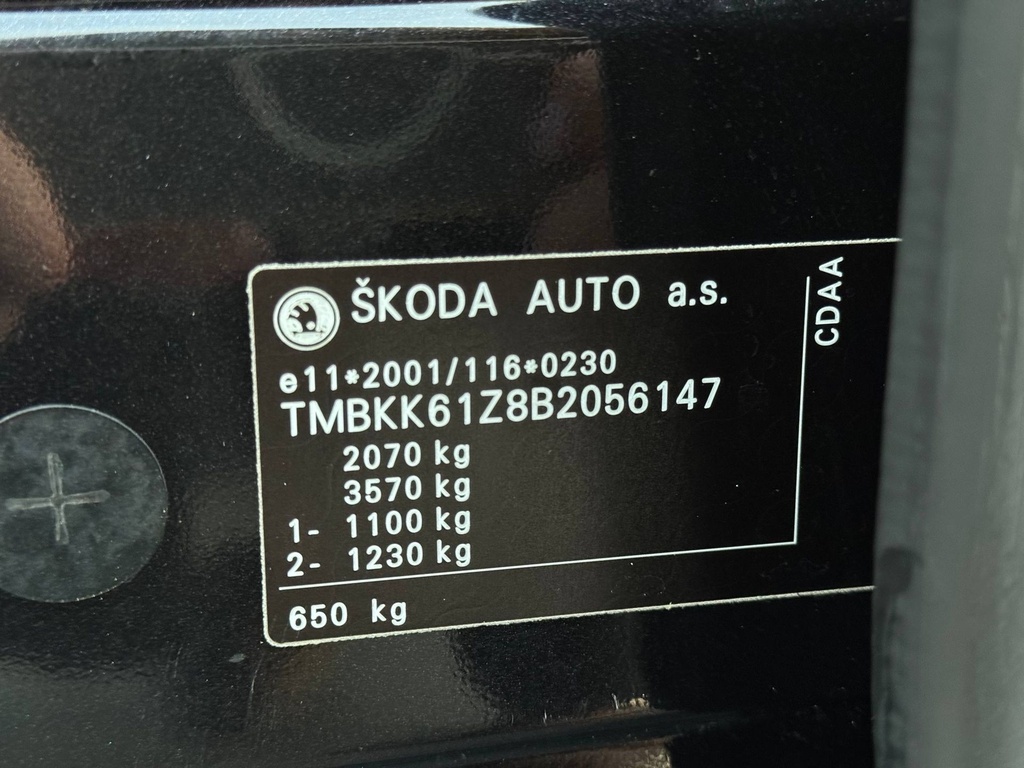 ŠKODA AUTO a.s.
e11*2001/116*0230
TMBKK61Z8B2056147
2070 kg
3570 kg
1- 1100 kg
2- 1230 kg
650 kg
CDAA